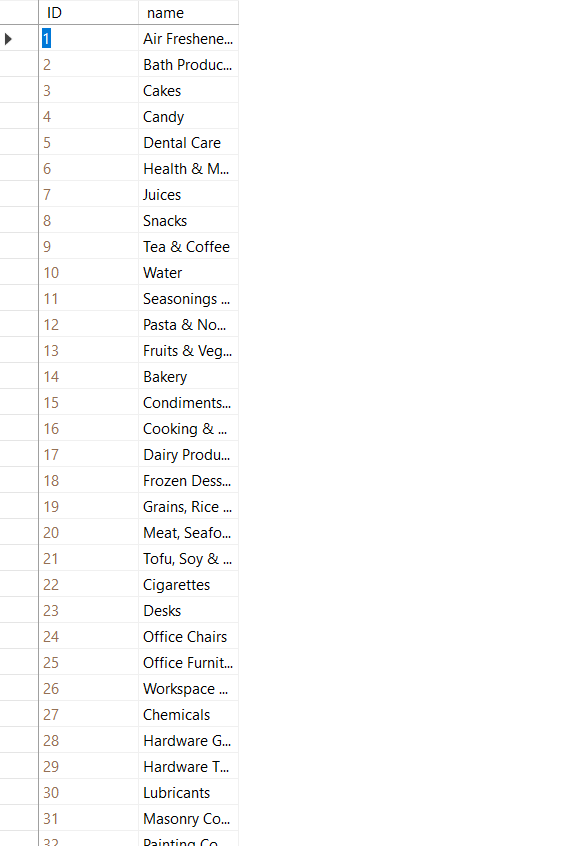 ID name
1 Air Freshene...
2 Bath Produc...
3 Cakes
4 Candy
5 Dental Care
6 Health & M...
7 Juices
8 Snacks
9 Tea & Coffee
10 Water
11 Seasonings ...
12 Pasta & No...
13 Fruits & Veg...
14 Bakery
15 Condiments...
16 Cooking & ...
17 Dairy Produ...
18 Frozen Dess...
19 Grains, Rice ...
20 Meat, Seafo...
21 Tofu, Soy & ...
22 Cigarettes
23 Desks
24 Office Chairs
25 Office Furnit...
26 Workspace ...
27 Chemicals
28 Hardware G...
29 Hardware T...
30 Lubricants
31 Masonry Co...
32 Painting Co...